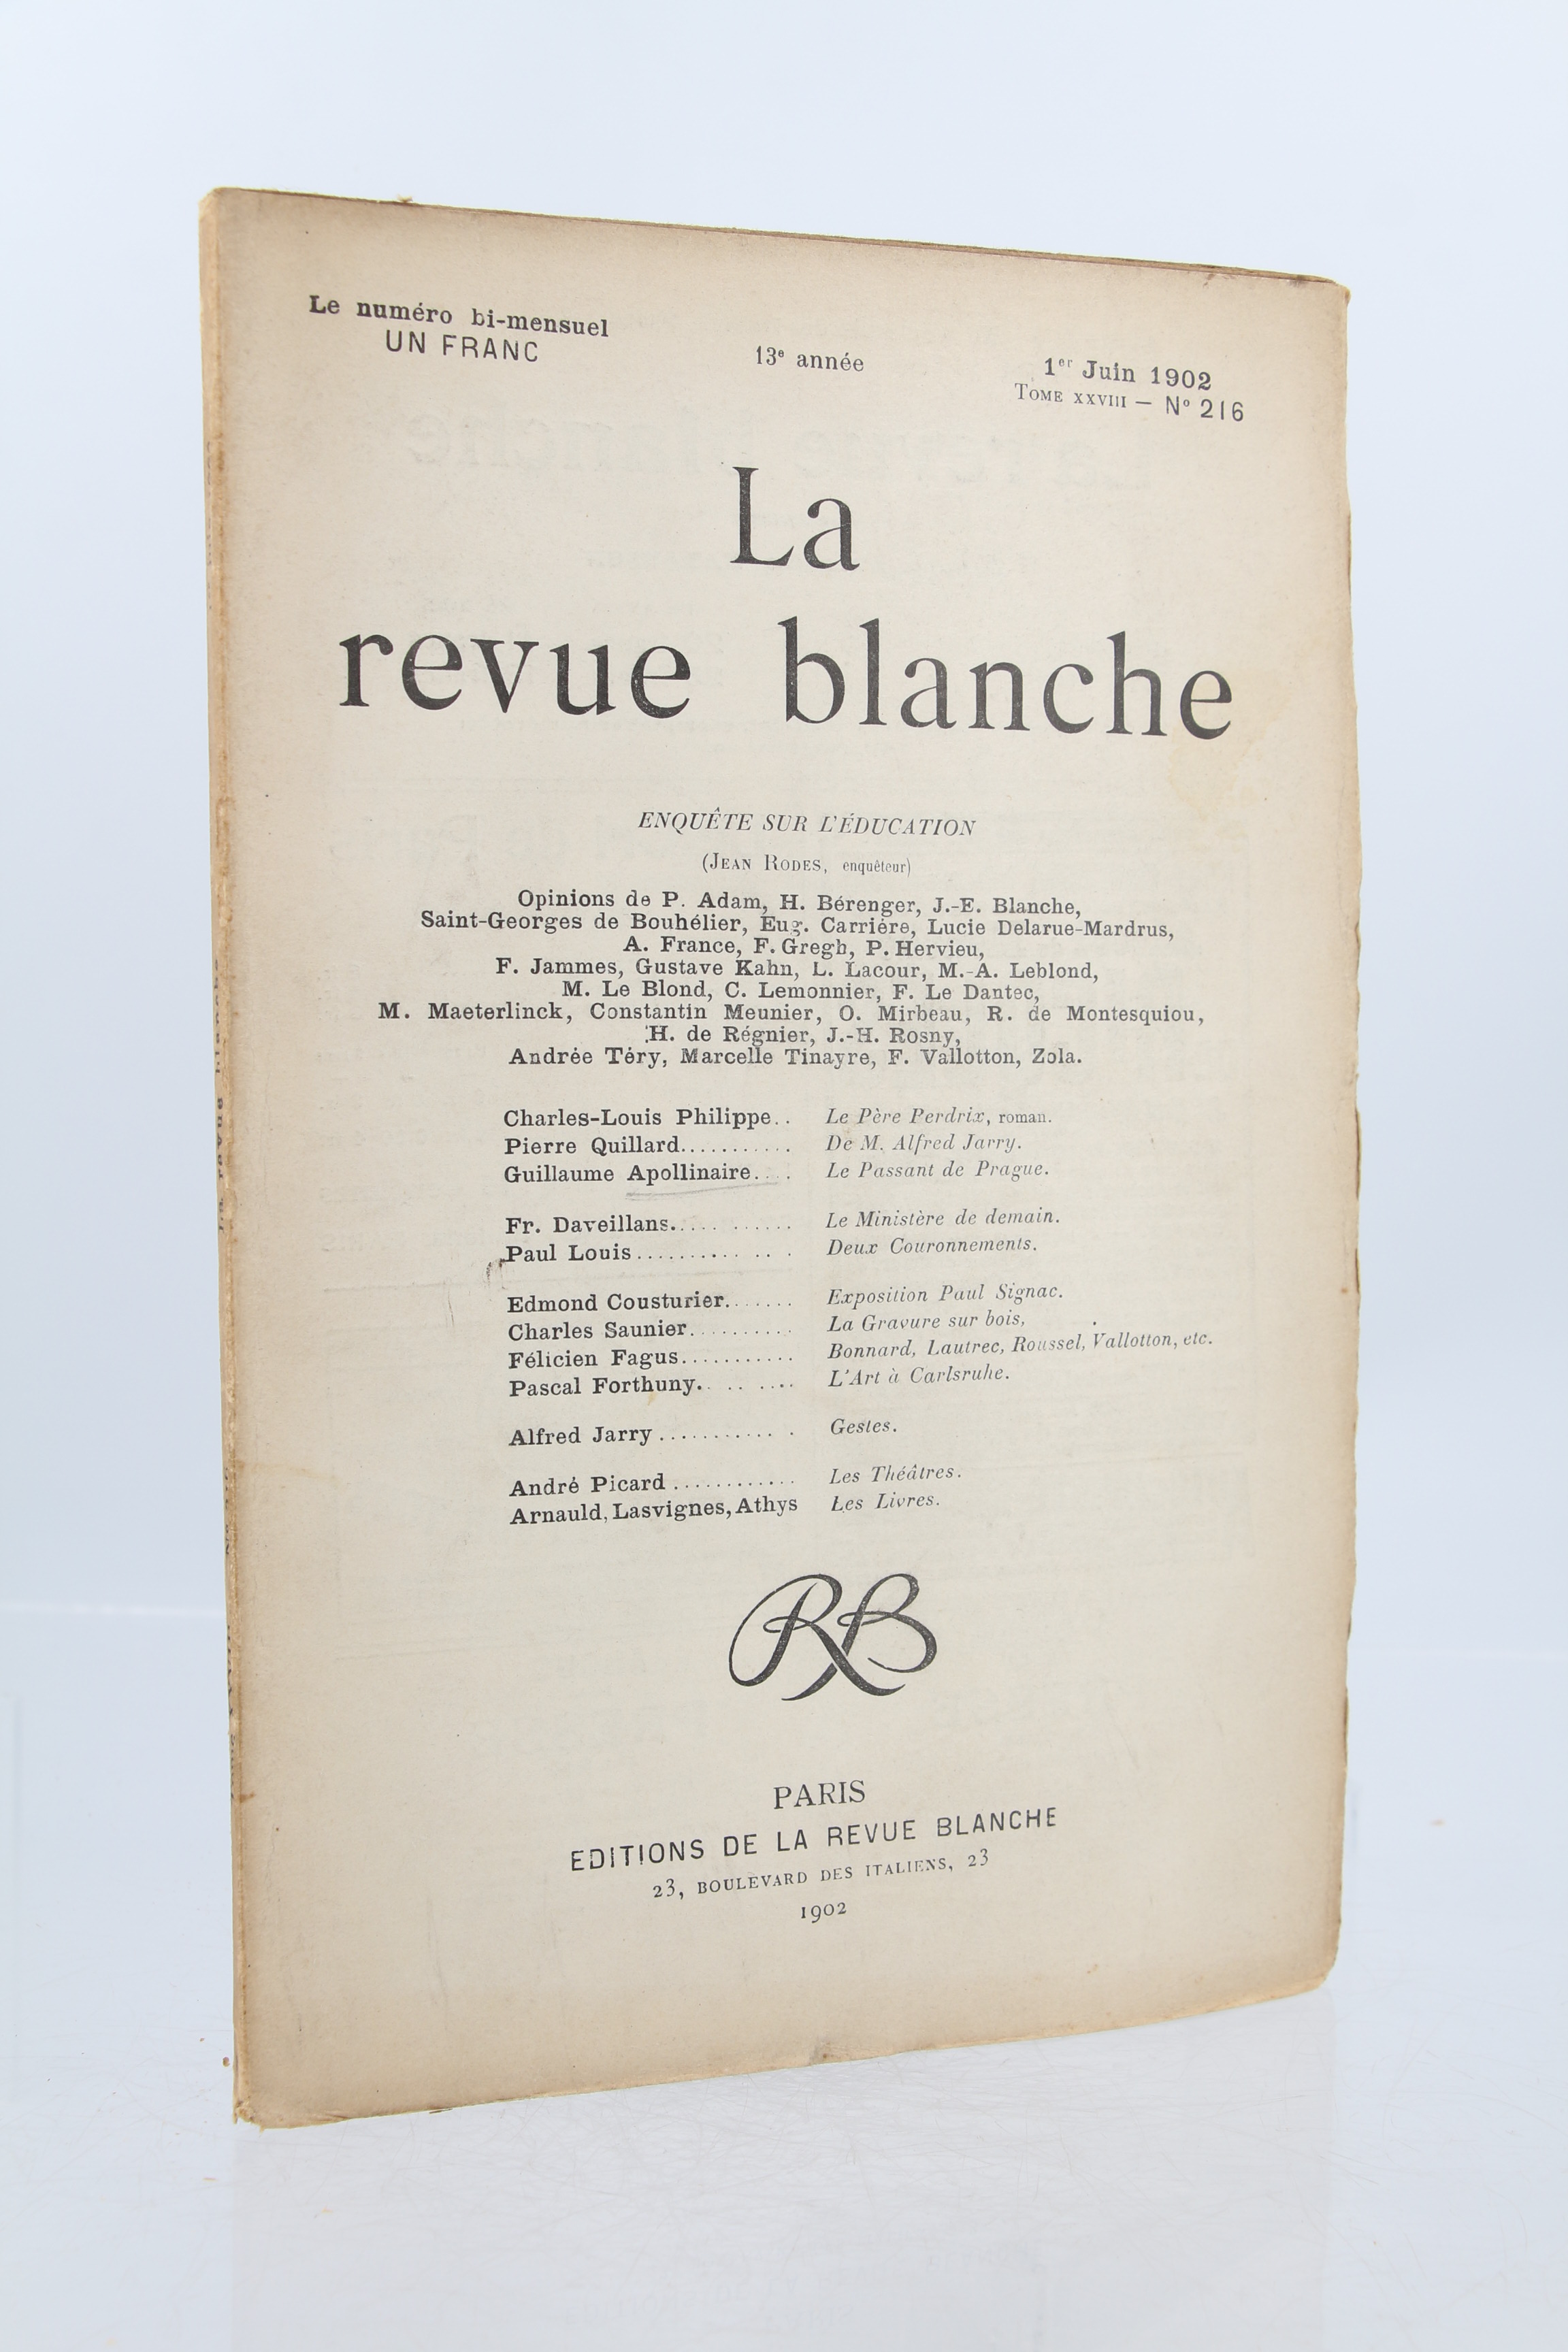 Le numéro bi-mensuel
UN FRANC
13e année
1er Juin 1902
TOME XXVIII — No 216
La
revue blanche
ENQUÊTE SUR L'ÉDUCATION
(JEAN RODES, enquêteur)
Opinions de P. Adam, H. Bérenger, J.-E. Blanche,
Saint-Georges de Bouhélier, Eug. Carrière, Lucie Delarue-Mardrus,
A. France, F. Gregh, P. Hervieu,
F. Jammes, Gustave Kahn, L. Lacour, M.-A. Leblond,
M. Le Blond, C. Lemonnier, F. Le Dantec,
M. Maeterlinck, Constantin Meunier, O. Mirbeau, R. de Montesquiou,
H. de Régnier, J.-H. Rosny,
Andrée Téry, Marcelle Tinayre, F. Vallotton, Zola.
Charles-Louis Philippe.. Le Père Perdrix, roman.
Pierre Quillard........... De M. Alfred Jarry.
Guillaume Apollinaire.... Le Passant de Prague.
Fr. Daveillans............ Le Ministère de demain.
Paul Louis.............. Deux Couronnements.
Edmond Cousturier....... Exposition Paul Signac.
Charles Saunier.......... La Gravure sur bois,
Félicien Fagus........... Bonnard, Lautrec, Roussel, Vallotton, etc.
Pascal Forthuny........ L'Art à Carlsruhe.
Alfred Jarry............. Gestes.
André Picard............ Les Théâtres.
Arnauld, Lasvignes, Athys Les Livres.
RB
PARIS
EDITIONS DE LA REVUE BLANCHE
23, BOULEVARD DES ITALIENS, 23
1902